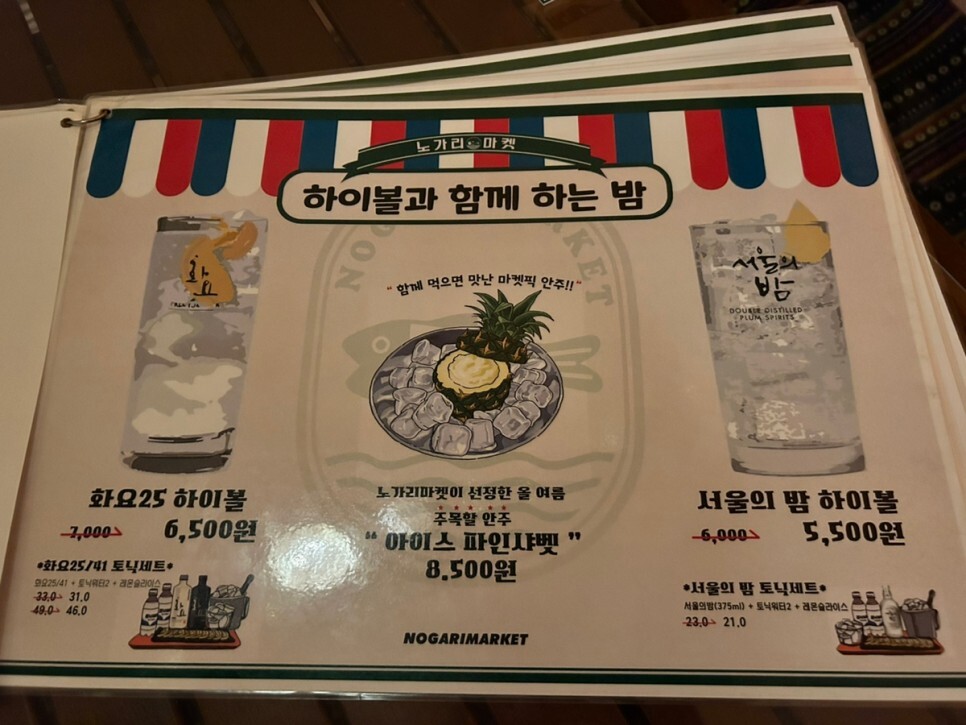 노가리 마켓
하이볼과 함께 하는 밤
NOGARI MARKET
" 함께 먹으면 맛난 마켓픽 안주!! "
화요
서울의
밤
DOUBLE DISTILLED
PLUM SPIRITS
화요25 하이볼
7,000 6,500원
*화요25/41 토닉세트*
화요25/41 + 토닉워터2 + 레몬슬라이스
33.0 31.0
49.0 46.0
노가리마켓이 선정한 올 여름
주목할 안주
" 아이스 파인샤벳 "
8,500원
NOGARIMARKET
서울의 밤 하이볼
6,000 5,500원
*서울의 밤 토닉세트*
서울의밤(375ml) + 토닉워터2 + 레몬슬라이스
23.0 21.0